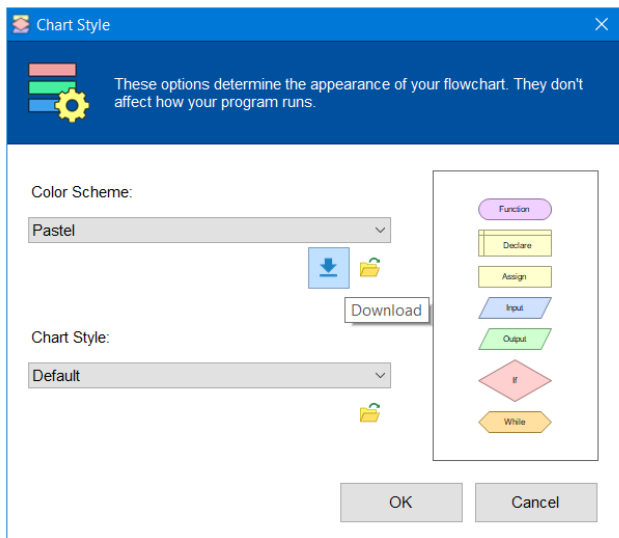 Chart Style
These options determine the appearance of your flowchart. They don't
affect how your program runs.
Color Scheme:
Pastel
Download
Chart Style:
Default
Function
Declare
Assign
Input
Output
If
While
OK
Cancel